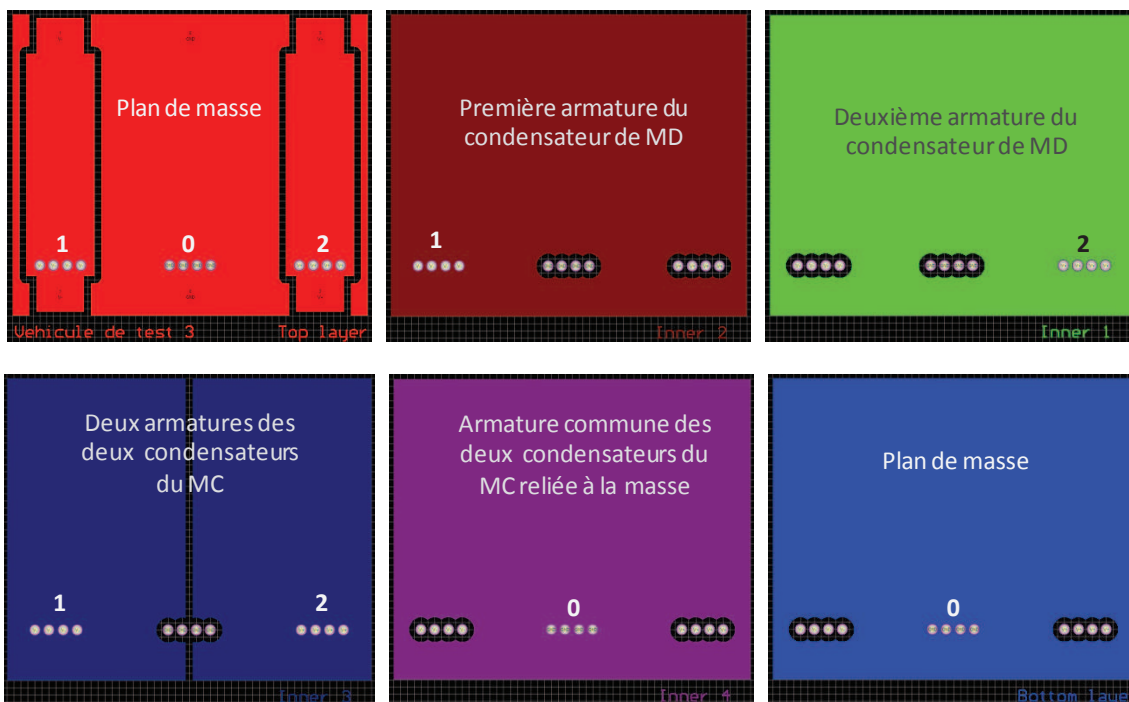 Plan de masse
1 0 2
Vehicule de test 3 Top layer
Première armature du
condensateur de MD
1
Inner 2
Deuxième armature du
condensateur de MD
2
Inner 1
Deux armatures des
deux condensateurs
du MC
1 2
Inner 3
Armature commune des
deux condensateurs du
MC reliée à la masse
0
Inner 4
Plan de masse
0
Bottom laye